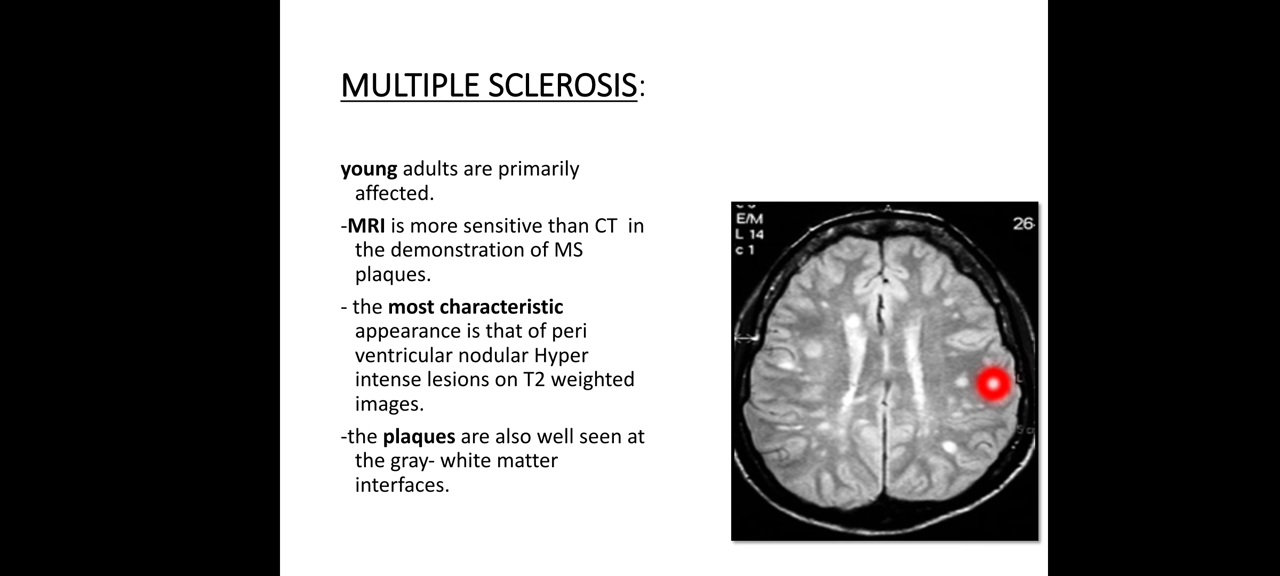 MULTIPLE SCLEROSIS:
young adults are primarily
affected.
-MRI is more sensitive than CT in
the demonstration of MS
plaques.
- the most characteristic
appearance is that of peri
ventricular nodular Hyper
intense lesions on T2 weighted
images.
-the plaques are also well seen at
the gray- white matter
interfaces.
E/M
L 14
c 1
26